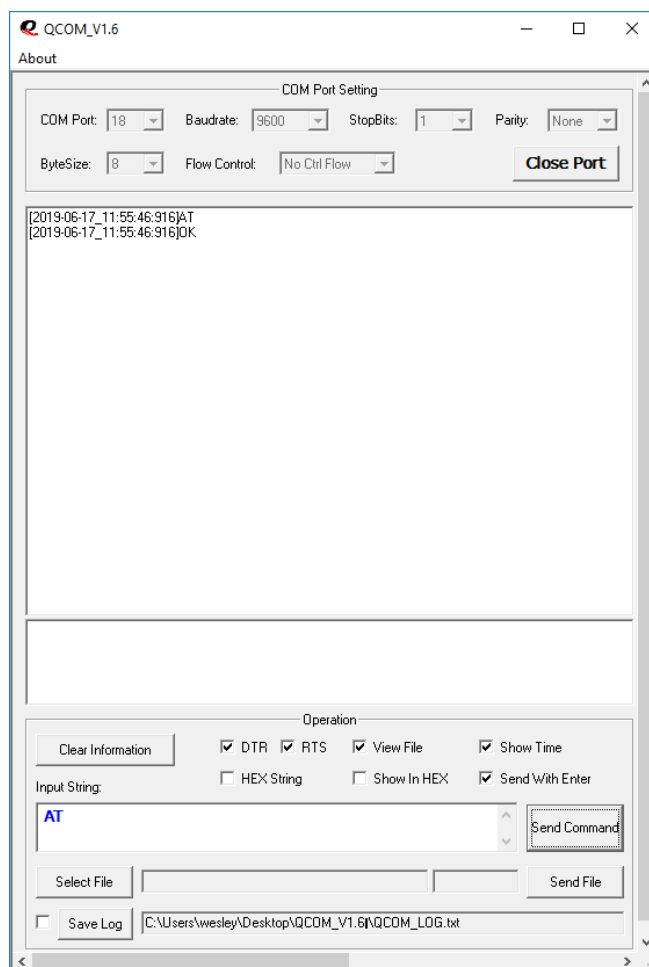 QCOM_V1.6
About
COM Port Setting
COM Port: 18 Baudrate: 9600 StopBits: 1 Parity: None
ByteSize: 8 Flow Control: No Ctrl Flow Close Port
[2019-06-17_11:55:46:916]AT
[2019-06-17_11:55:46:916]OK
Operation
Clear Information DTR RTS View File Show Time
HEX String Show In HEX Send With Enter
Input String:
AT
Send Command
Select File Send File
Save Log C:\Users\wesley\Desktop\QCOM_V1.6\QCOM_LOG.txt